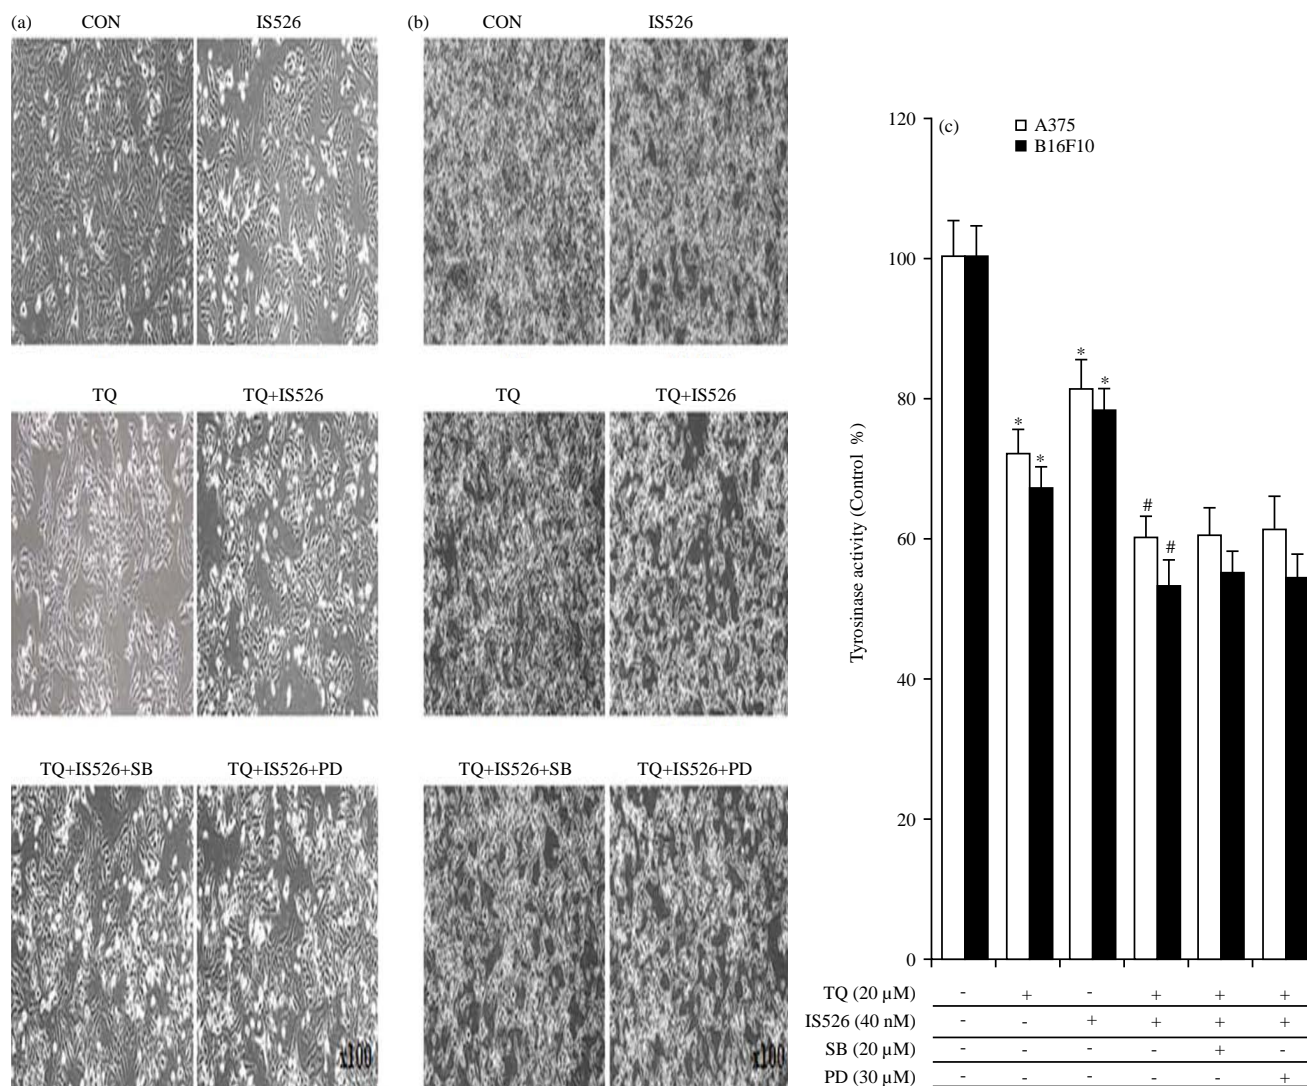 (a) CON IS526 (b) CON IS526
TQ TQ+IS526 TQ TQ+IS526
TQ+IS526+SB TQ+IS526+PD TQ+IS526+SB TQ+IS526+PD
x100 x100
(c)
A375
B16F10
120
100
80
60
40
20
0
Tyrosinase activity (Control %)
* * * * # #
TQ (20 µM) - + - + + +
IS526 (40 nM) - - + + + +
SB (20 µM) - - - - + -
PD (30 µM) - - - - - +